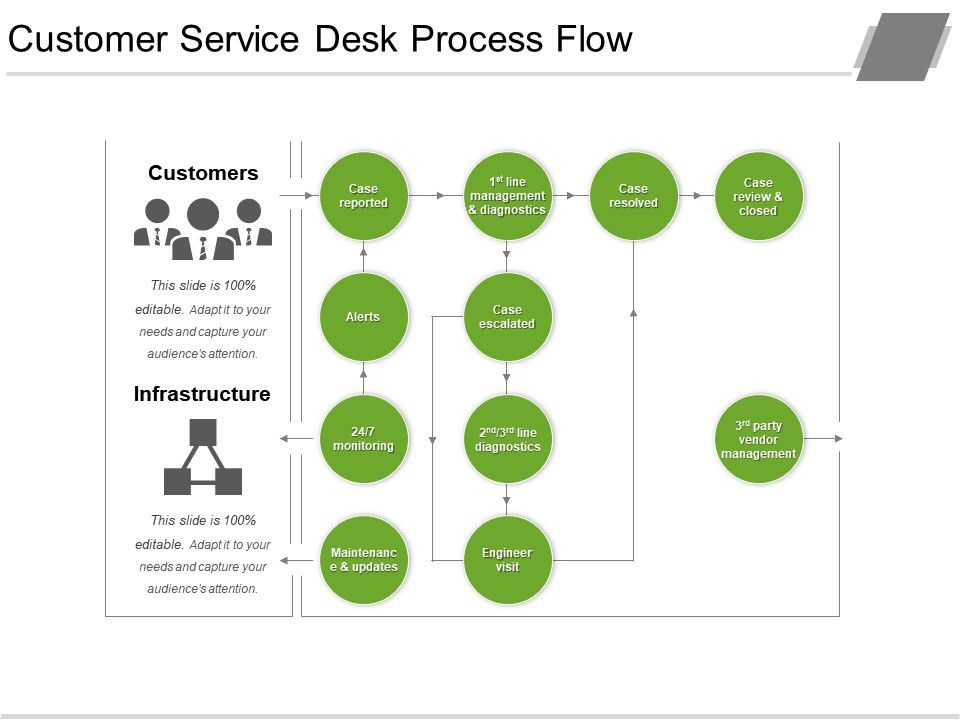 Customer Service Desk Process Flow
Customers
This slide is 100%
editable. Adapt it to your
needs and capture your
audience's attention.
Infrastructure
This slide is 100%
editable. Adapt it to your
needs and capture your
audience's attention.
Case
reported
1st line
management
& diagnostics
Case
resolved
Case
review &
closed
Alerts
Case
escalated
24/7
monitoring
2nd/3rd line
diagnostics
3rd party
vendor
management
Maintenanc
e & updates
Engineer
visit